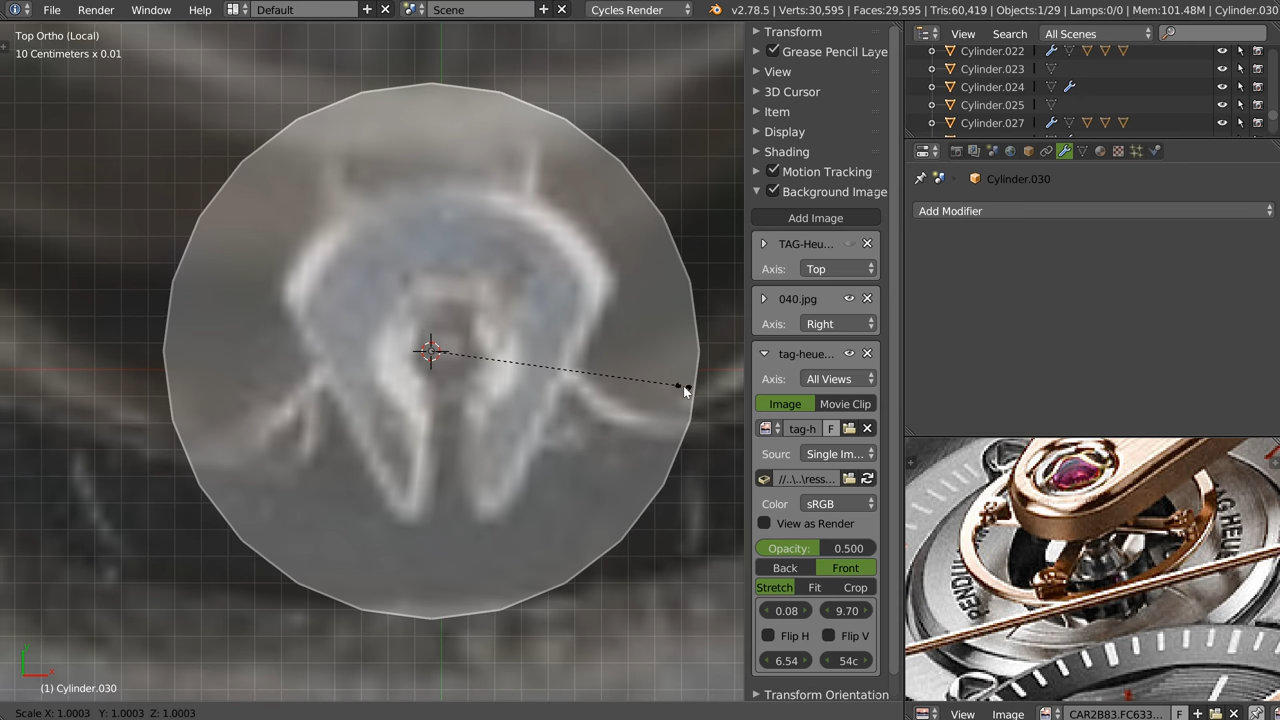 File Render Window Help Default Scene Cycles Render v2.78.5 | Verts:30,595 | Faces:29,595 | Tris:60,419 | Objects:1/29 | Lamps:0/0 | Mem:101.48M | Cylinder.030
Top Ortho (Local)
10 Centimeters x 0.01
Transform
Grease Pencil Laye
View
3D Cursor
Item
Display
Shading
Motion Tracking
Background Image
Add Image
TAG-Heu...
Axis: Top
040.jpg
Axis: Right
tag-heue...
Axis: All Views
Image Movie Clip
tag-h F
Sourc Single Im...
//..\..\ress...
Color sRGB
View as Render
Opacity: 0.500
Back Front
Stretch Fit Crop
0.08 9.70
Flip H Flip V
6.54 54c
Transform Orientation
View Search All Scenes
Cylinder.022
Cylinder.023
Cylinder.024
Cylinder.025
Cylinder.027
Cylinder.030
Add Modifier
AG HEU
PENDI
View Image CAR2B83.FC633... F
(1) Cylinder.030
Scale X: 1.0003 Y: 1.0003 Z: 1.0003